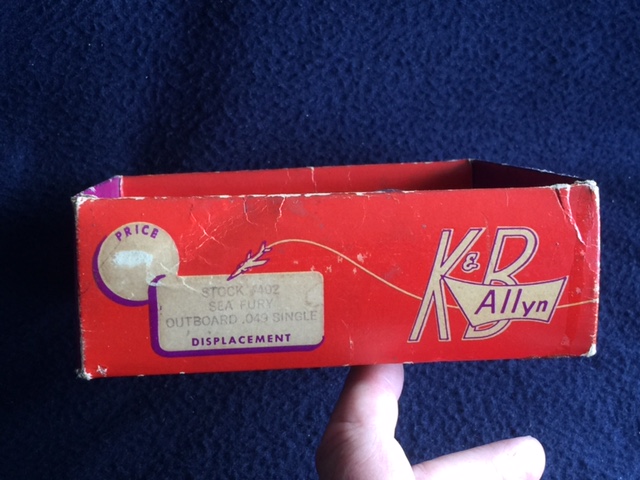 PRICE
STOCK #402
SEA FURY
OUTBOARD .049 SINGLE
DISPLACEMENT
K&B
Allyn